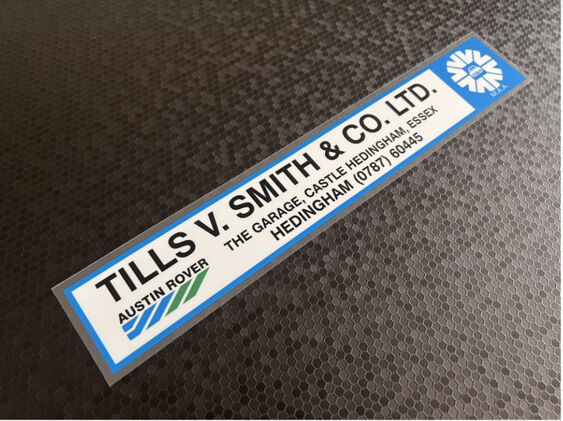 TILLS V. SMITH & CO. LTD.
THE GARAGE, CASTLE HEDINGHAM, ESSEX
HEDINGHAM (0787) 60445
AUSTIN ROVER
M.A.A